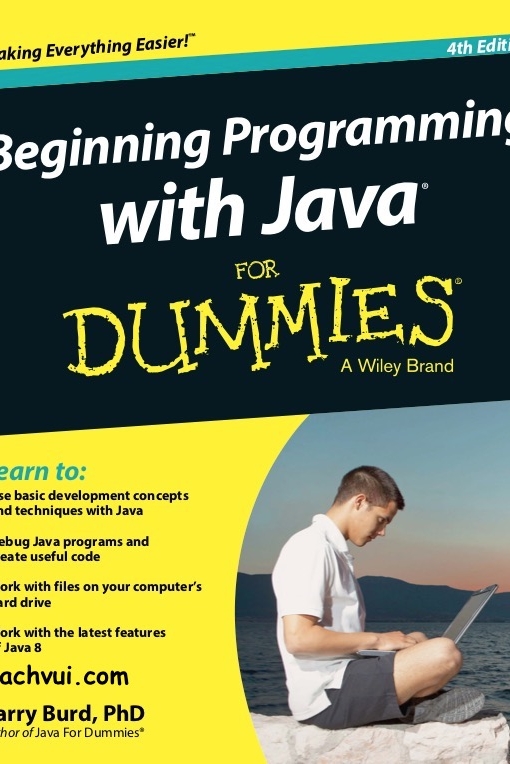 aking Everything Easier!™
4th Editi
Beginning Programming
with Java®
FOR
DUMMIES®
A Wiley Brand
earn to:
se basic development concepts
nd techniques with Java
ebug Java programs and
eate useful code
ork with files on your computer's
ard drive
ork with the latest features
f Java 8
achvui.com
arry Burd, PhD
hor of Java For Dummies®